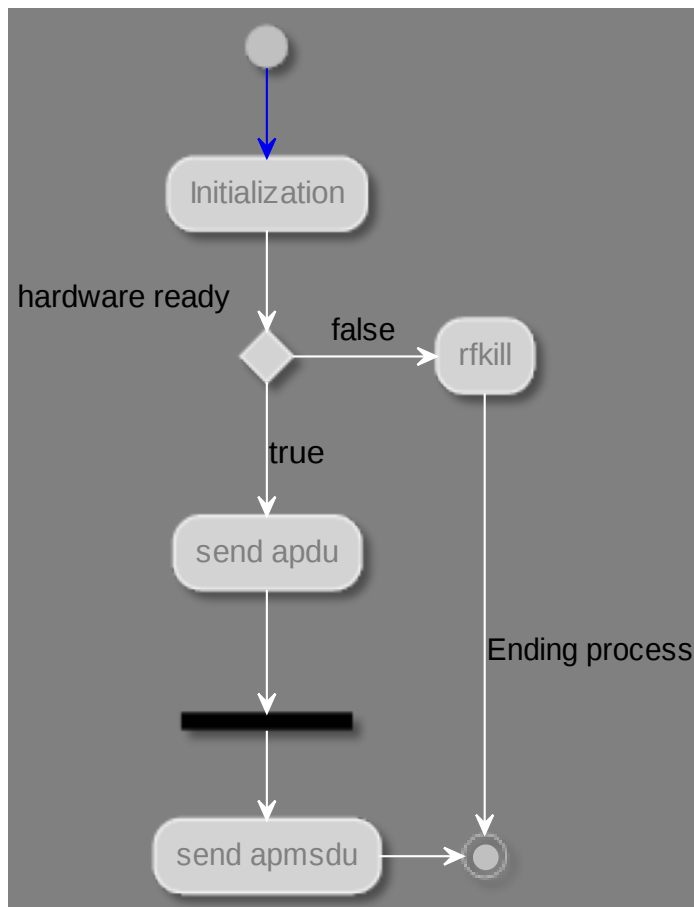 Initialization
hardware ready
false
rfkill
true
send apdu
Ending process
send apmsdu